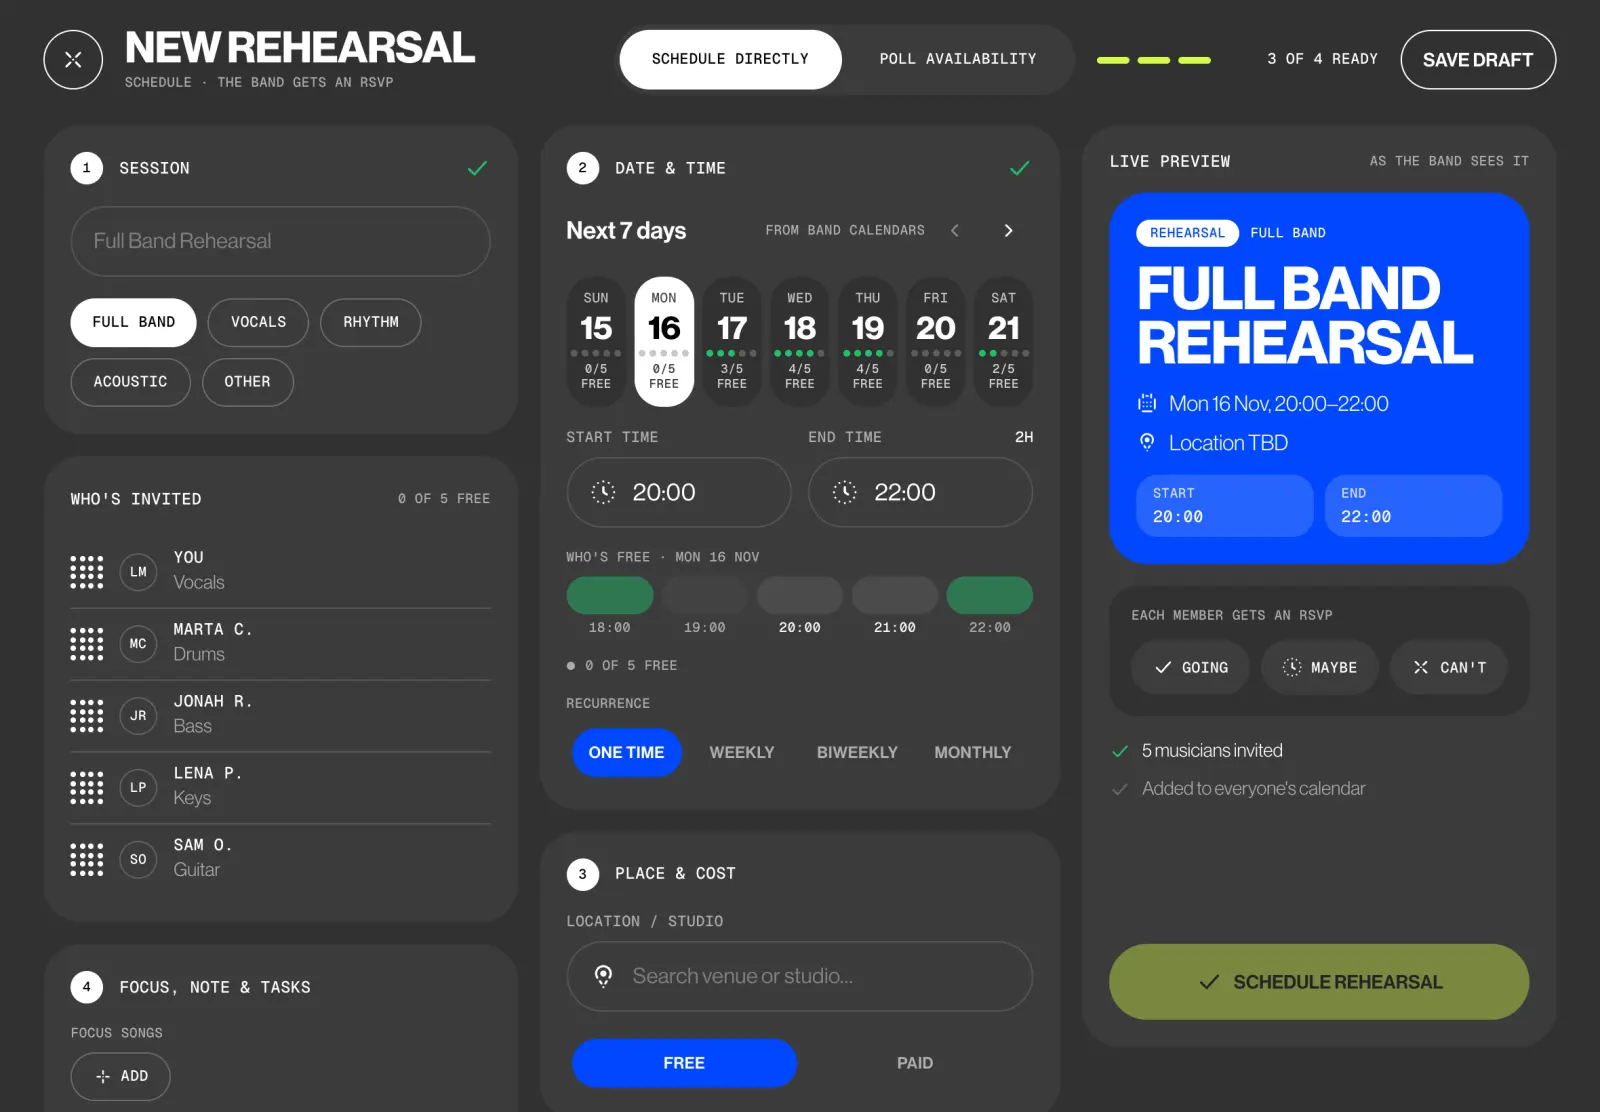 NEW REHEARSAL
SCHEDULE · THE BAND GETS AN RSVP
SCHEDULE DIRECTLY
POLL AVAILABILITY
3 OF 4 READY
SAVE DRAFT
1 SESSION
Full Band Rehearsal
FULL BAND
VOCALS
RHYTHM
ACOUSTIC
OTHER
WHO'S INVITED
0 OF 5 FREE
LM
YOU
Vocals
MC
MARTA C.
Drums
JR
JONAH R.
Bass
LP
LENA P.
Keys
SO
SAM O.
Guitar
4 FOCUS, NOTE & TASKS
FOCUS SONGS
ADD
2 DATE & TIME
Next 7 days
FROM BAND CALENDARS
SUN 15 0/5 FREE
MON 16 0/5 FREE
TUE 17 3/5 FREE
WED 18 4/5 FREE
THU 19 4/5 FREE
FRI 20 0/5 FREE
SAT 21 2/5 FREE
START TIME
20:00
END TIME
2H
22:00
WHO'S FREE · MON 16 NOV
18:00 19:00 20:00 21:00 22:00
0 OF 5 FREE
RECURRENCE
ONE TIME
WEEKLY
BIWEEKLY
MONTHLY
3 PLACE & COST
LOCATION / STUDIO
Search venue or studio...
FREE
PAID
LIVE PREVIEW
AS THE BAND SEES IT
REHEARSAL
FULL BAND
FULL BAND
REHEARSAL
Mon 16 Nov, 20:00–22:00
Location TBD
START
20:00
END
22:00
EACH MEMBER GETS AN RSVP
GOING
MAYBE
CAN'T
5 musicians invited
Added to everyone's calendar
SCHEDULE REHEARSAL